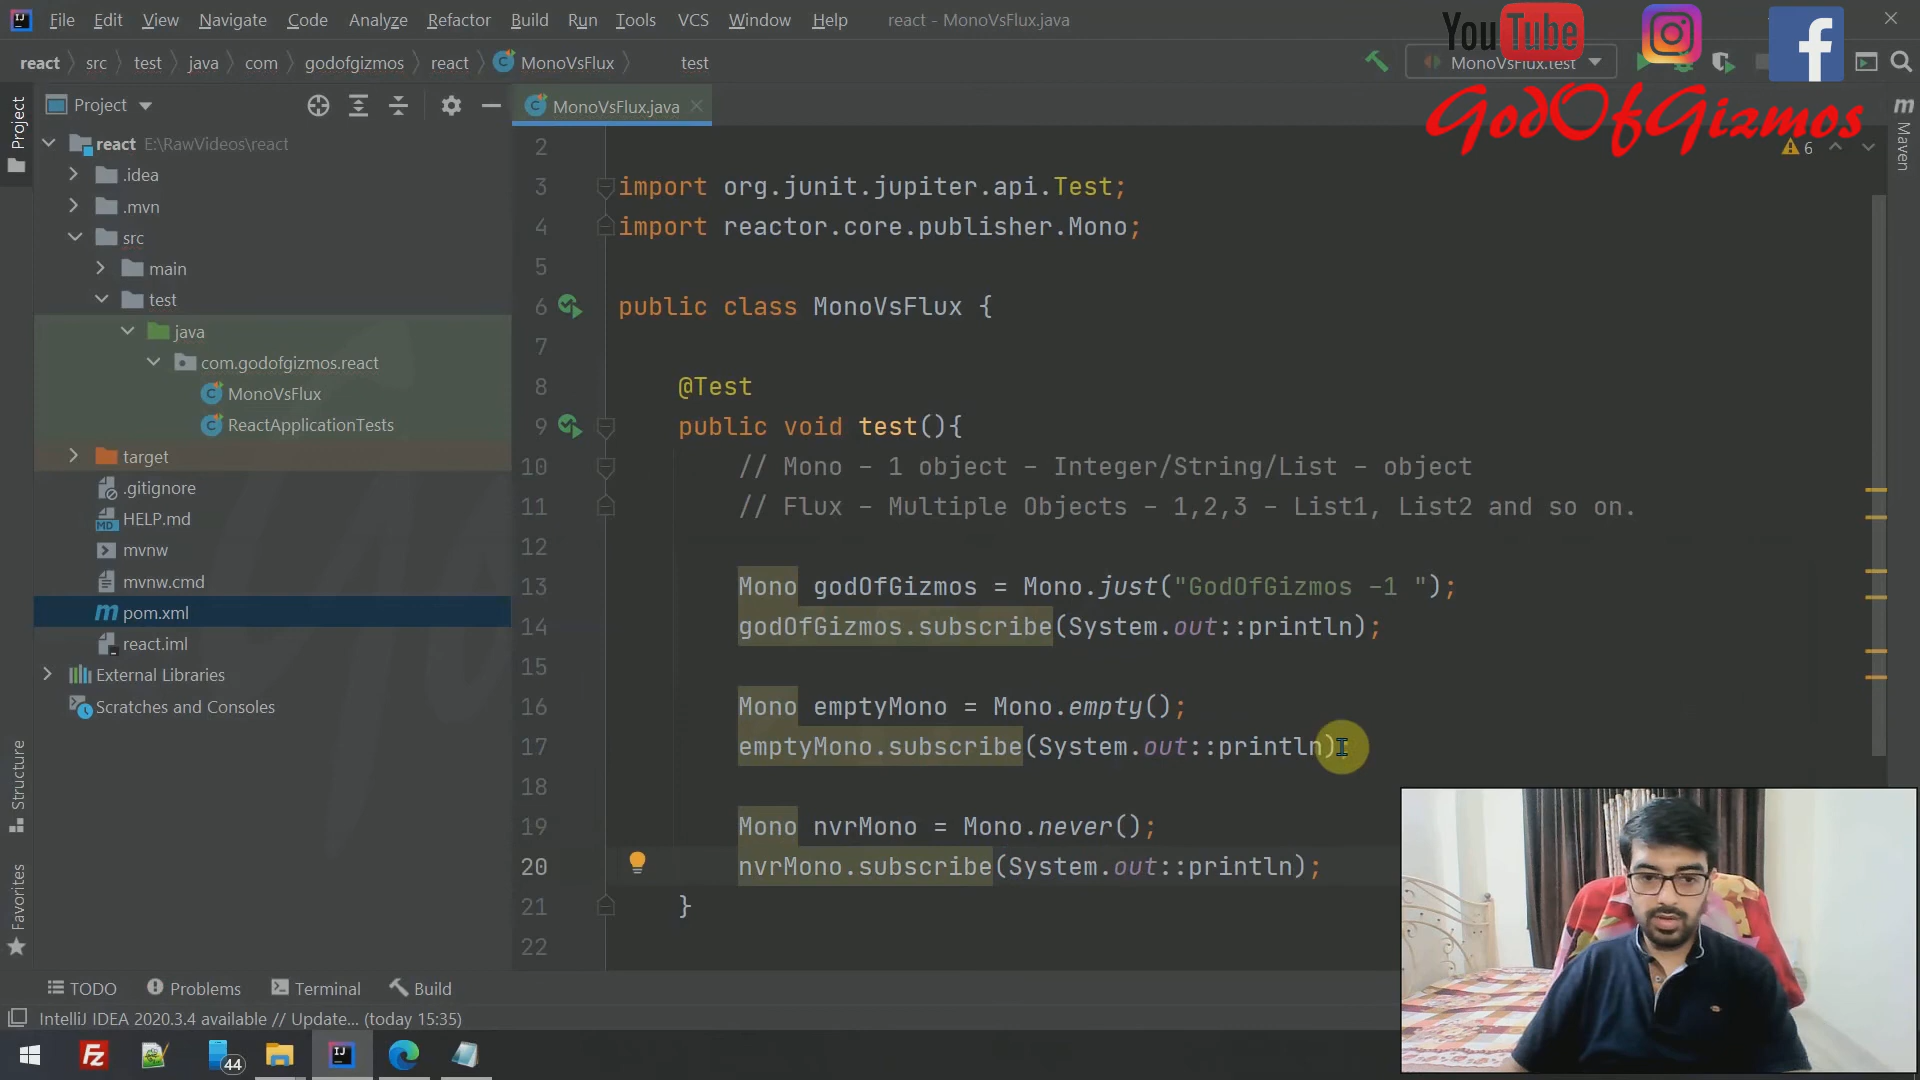 File Edit View Navigate Code Analyze Refactor Build Run Tools VCS Window Help react - MonoVsFlux.java
YouTube
react src test java com godofgizmos react MonoVsFlux test
MonoVsFlux.test
GodOfGizmos
Project
MonoVsFlux.java
6
Project
Maven
Structure
Favorites
react E:\RawVideos\react
.idea
.mvn
src
main
test
java
com.godofgizmos.react
MonoVsFlux
ReactApplicationTests
target
.gitignore
HELP.md
mvnw
mvnw.cmd
pom.xml
react.iml
External Libraries
Scratches and Consoles
2
3 import org.junit.jupiter.api.Test;
4 import reactor.core.publisher.Mono;
5
6 public class MonoVsFlux {
7
8 @Test
9 public void test(){
10 // Mono - 1 object - Integer/String/List - object
11 // Flux - Multiple Objects - 1,2,3 - List1, List2 and so on.
12
13 Mono godOfGizmos = Mono.just("GodOfGizmos -1 ");
14 godOfGizmos.subscribe(System.out::println);
15
16 Mono emptyMono = Mono.empty();
17 emptyMono.subscribe(System.out::println);
18
19 Mono nvrMono = Mono.never();
20 nvrMono.subscribe(System.out::println);
21 }
22
TODO Problems Terminal Build
IntelliJ IDEA 2020.3.4 available // Update... (today 15:35)
44